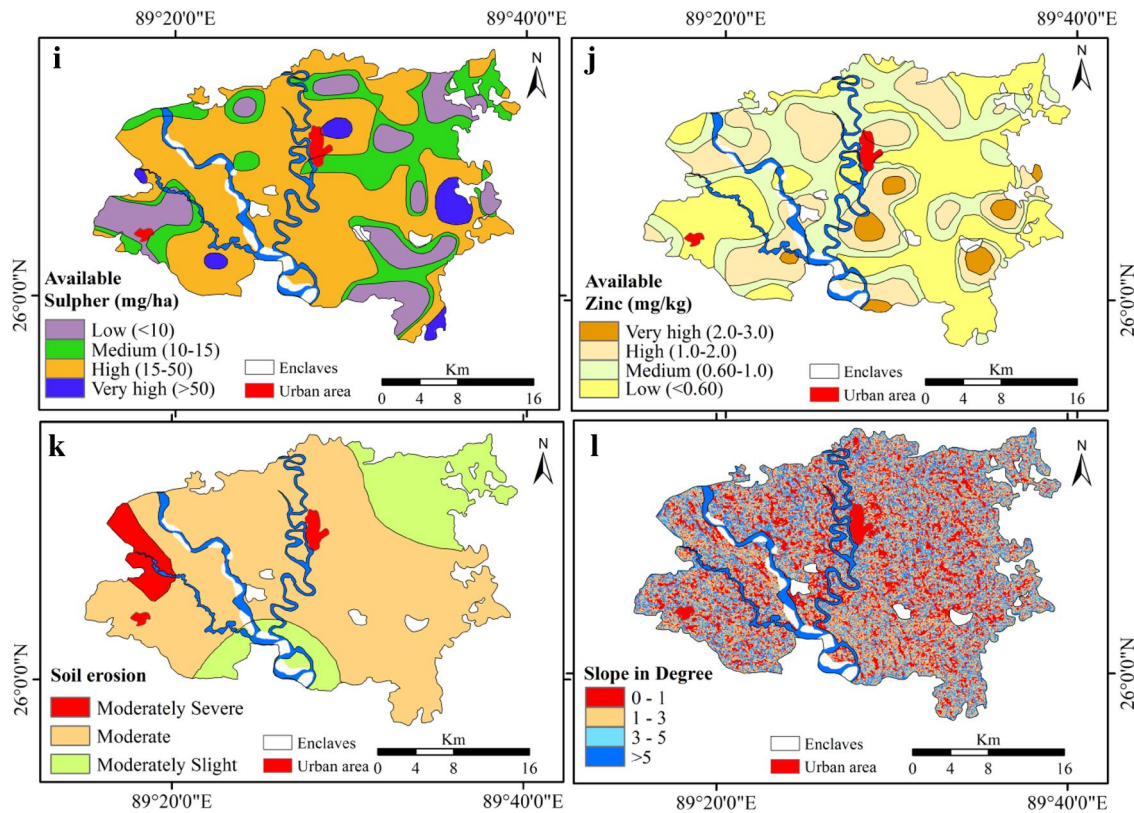 89°20'0"E
89°40'0"E
89°20'0"E
89°40'0"E
i
N
Available
Sulpher (mg/ha)
Low (<10)
Medium (10-15)
High (15-50)
Very high (>50)
Enclaves
Urban area
Km
0 4 8 16
26°0'0"N
j
N
Available
Zinc (mg/kg)
Very high (2.0-3.0)
High (1.0-2.0)
Medium (0.60-1.0)
Low (<0.60)
Enclaves
Urban area
Km
0 4 8 16
26°0'0"N
k
N
Soil erosion
Moderately Severe
Moderate
Moderately Slight
Enclaves
Urban area
Km
0 4 8 16
26°0'0"N
l
N
Slope in Degree
0 - 1
1 - 3
3 - 5
>5
Enclaves
Urban area
Km
0 4 8 16
26°0'0"N
89°20'0"E
89°40'0"E
89°20'0"E
89°40'0"E